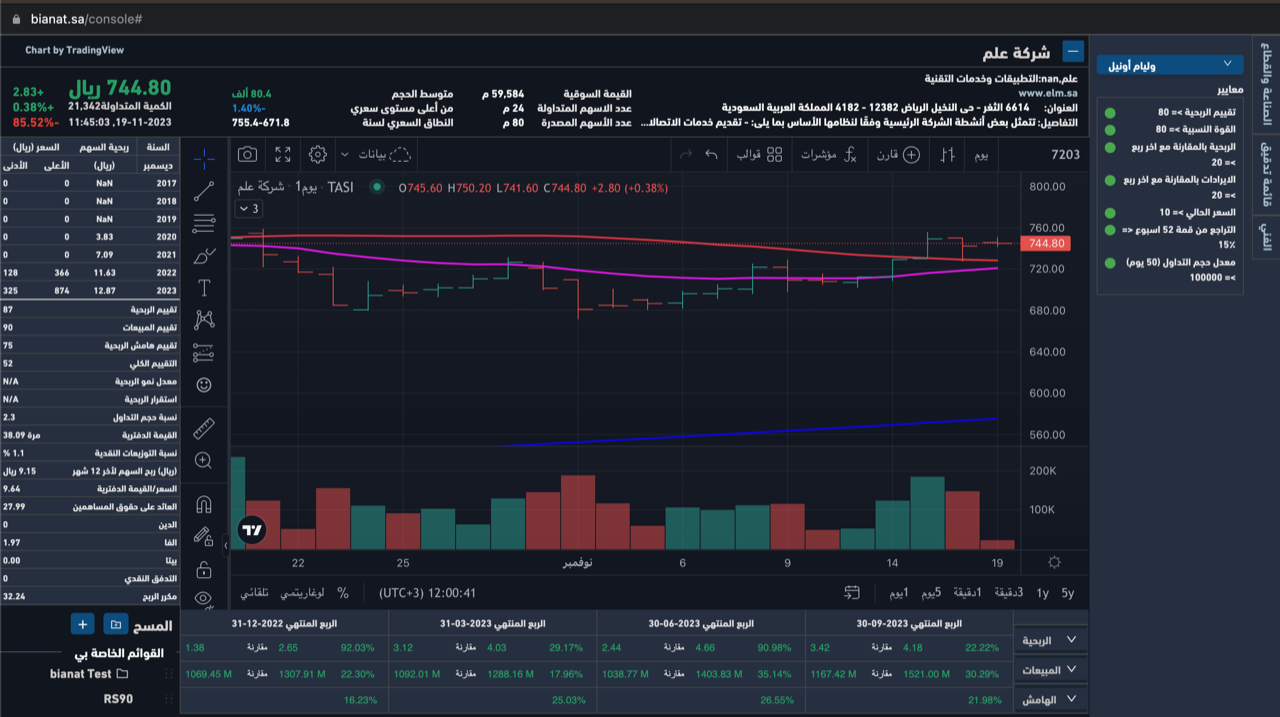 bianat.sa/console#
Chart by TradingView
شركة علم
علم,nan:التطبيقات وخدمات التقنية
www.elm.sa
العنوان: 6614 الثغر - حى النخيل الرياض 12382 - 4182 المملكة العربية السعودية
التفاصيل: تتمثل بعض أنشطة الشركة الرئيسية وفقًا لنظامها الأساس بما يلى: - تقديم خدمات الاتصالا...
القيمة السوقية 59,584 م
عدد الاسهم المتداولة 24 م
عدد الأسهم المصدرة 80 م
متوسط الحجم 80.4 ألف
من أعلى مستوى سعري -1.40%
النطاق السعري لسنة 755.4-671.8
744.80 ريال
الكمية المتداولة21,342
19-11-2023, 11:45:03
+2.83
+0.38%
-85.52%
وليام أونيل
معايير
تقييم الربحية >= 80
القوة النسبية >= 80
الربحية بالمقارنة مع اخر ربع
>= 20
الايرادات بالمقارنة مع اخر ربع
>= 20
السعر الحالي >= 10
التراجع من قمة 52 اسبوع <=
15%
معدل حجم التداول (50 يوم)
>= 100000
الصناعة والقطاع
قائمة تدقيق
الفني
السنة ربحية السهم السعر (ريال)
ديسمبر (ريال) الأعلى الأدنى
2017 NaN 0 0
2018 NaN 0 0
2019 NaN 0 0
2020 3.83 0 0
2021 7.09 0 0
2022 11.63 366 128
2023 12.87 874 325
تقييم الربحية 87
تقييم المبيعات 90
تقييم هامش الربحية 75
التقييم الكلي 52
معدل نمو الربحية N/A
استقرار الربحية N/A
نسبة حجم التداول 2.3
القيمة الدفترية 38.09 مرة
نسبة التوزيعات النقدية 1.1 %
(ريال) ربح السهم لأخر 12 شهر 9.15 ريال
السعر/القيمة الدفترية 9.64
العائد على حقوق المساهمين 27.99
الدين 0
الفا 1.97
بيتا 0.00
التدفق النقدي 0
مكرر الربح 32.24
المسح
القوائم الخاصة بي
bianat Test
RS90
7203
يوم
قارن
مؤشرات
قوالب
بيانات
شركة علم · 1يوم · TASI O745.60 H750.20 L741.60 C744.80 +2.80 (+0.38%)
3
800.00
760.00
744.80
720.00
680.00
640.00
600.00
560.00
200K
100K
22 25 نوفمبر 6 9 14 19
تلقائي لوغاريتمي % (UTC+3) 12:00:41
1يوم 5يوم 1دقيقة 3دقيقة 1y 5y
الربع المنتهي 2023-09-30 الربع المنتهي 2023-06-30 الربع المنتهي 2023-03-31 الربع المنتهي 2022-12-31
الربحية
22.22% 4.18 مقارنة 3.42
90.98% 4.66 مقارنة 2.44
29.17% 4.03 مقارنة 3.12
92.03% 2.65 مقارنة 1.38
المبيعات
30.29% 1521.00 M مقارنة 1167.42 M
35.14% 1403.83 M مقارنة 1038.77 M
17.96% 1288.16 M مقارنة 1092.01 M
22.30% 1307.91 M مقارنة 1069.45 M
الهامش
21.98%
26.55%
25.03%
16.23%